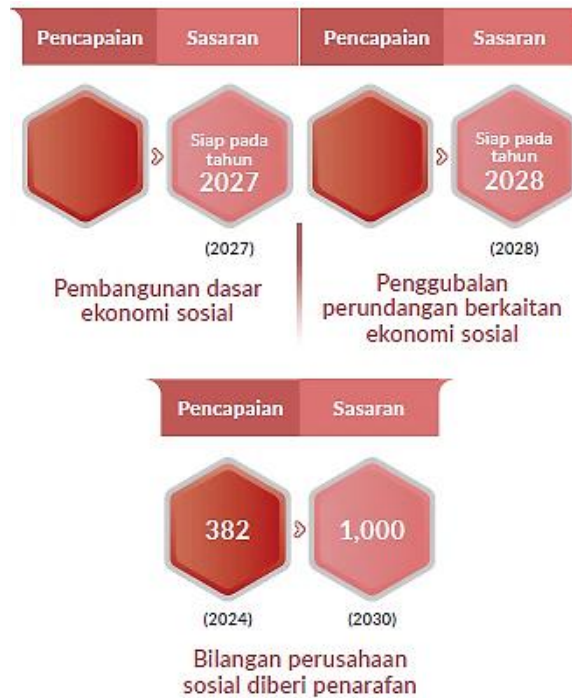 Pencapaian Sasaran Pencapaian Sasaran
Siap pada
tahun
2027
(2027)
Pembangunan dasar
ekonomi sosial
Siap pada
tahun
2028
(2028)
Penggubalan
perundangan berkaitan
ekonomi sosial
Pencapaian Sasaran
382 1,000
(2024) (2030)
Bilangan perusahaan
sosial diberi penarafan